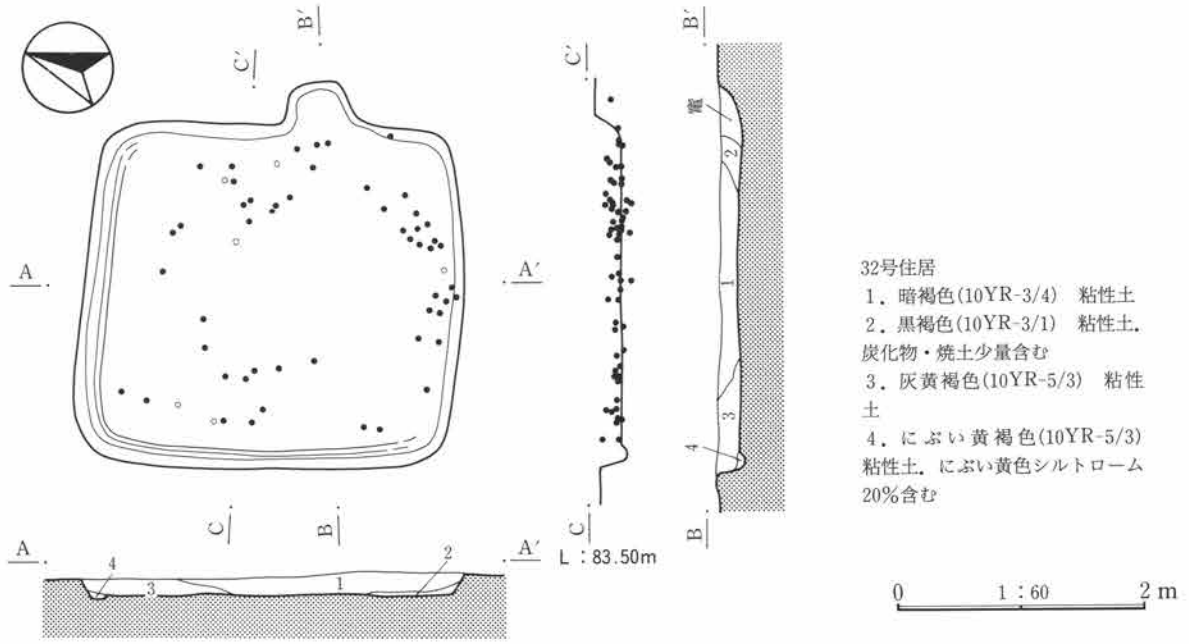 B′
C′
A
A′
C
B
A
A′
4
3
1
2
C′
C
L：83.50m
B′
竈
2
1
3
4
B
32号住居
1．暗褐色(10YR-3/4)　粘性土
2．黒褐色(10YR-3/1)　粘性土．
炭化物・焼土少量含む
3．灰黄褐色(10YR-5/3)　粘性
土
4．にぶい黄褐色(10YR-5/3)
粘性土．にぶい黄色シルトローム
20％含む
0　1：60　2 m